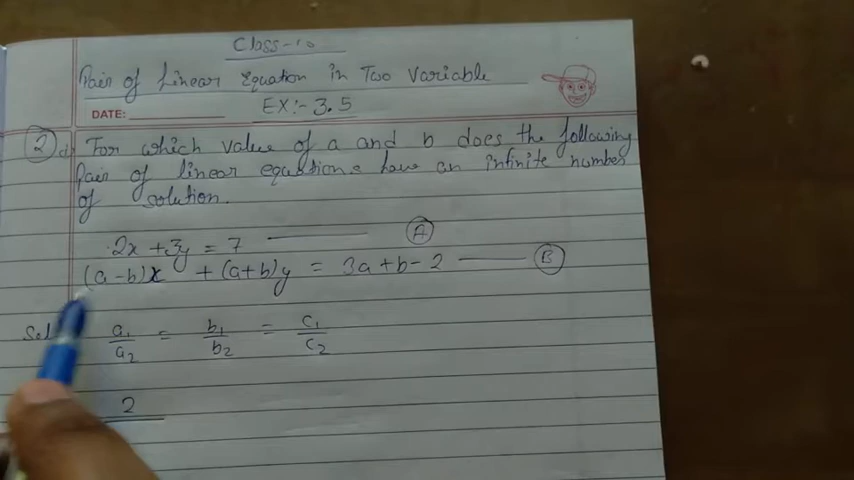 Class-10
Pair of Linear Equation in Two Variable
DATE: EX:- 3.5
2 (i) For which value of a and b does the following
Pair of linear equations have an infinite number
of solution.
2x + 3y = 7 A
(a-b)x + (a+b)y = 3a+b-2 B
Sol a₁/a₂ = b₁/b₂ = c₁/c₂
2